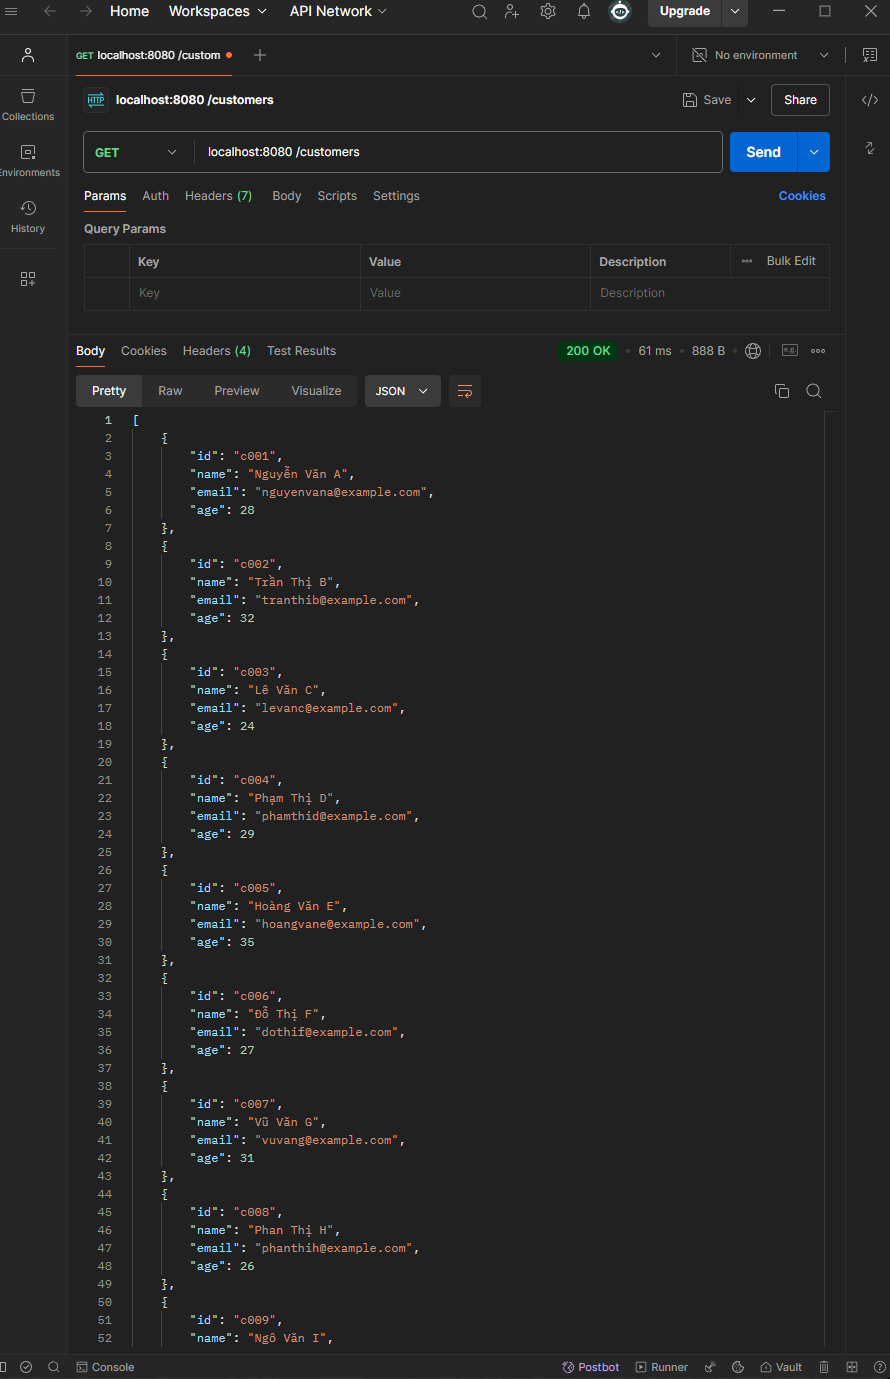 Home Workspaces API Network Upgrade
GET localhost:8080 /custom No environment
HTTP localhost:8080 /customers Save Share
GET localhost:8080 /customers Send
Params Auth Headers (7) Body Scripts Settings Cookies
Query Params
Key Value Description Bulk Edit
Key Value Description
Collections
Environments
History
Body Cookies Headers (4) Test Results 200 OK 61 ms 888 B e.g
Pretty Raw Preview Visualize JSON
1 [
2 {
3 "id": "c001",
4 "name": "Nguyễn Văn A",
5 "email": "nguyenvana@example.com",
6 "age": 28
7 },
8 {
9 "id": "c002",
10 "name": "Trần Thị B",
11 "email": "tranthib@example.com",
12 "age": 32
13 },
14 {
15 "id": "c003",
16 "name": "Lê Văn C",
17 "email": "levanc@example.com",
18 "age": 24
19 },
20 {
21 "id": "c004",
22 "name": "Phạm Thị D",
23 "email": "phamthid@example.com",
24 "age": 29
25 },
26 {
27 "id": "c005",
28 "name": "Hoàng Văn E",
29 "email": "hoangvane@example.com",
30 "age": 35
31 },
32 {
33 "id": "c006",
34 "name": "Đỗ Thị F",
35 "email": "dothif@example.com",
36 "age": 27
37 },
38 {
39 "id": "c007",
40 "name": "Vũ Văn G",
41 "email": "vuvang@example.com",
42 "age": 31
43 },
44 {
45 "id": "c008",
46 "name": "Phan Thị H",
47 "email": "phanthih@example.com",
48 "age": 26
49 },
50 {
51 "id": "c009",
52 "name": "Ngô Văn I",
Console Postbot Runner Vault